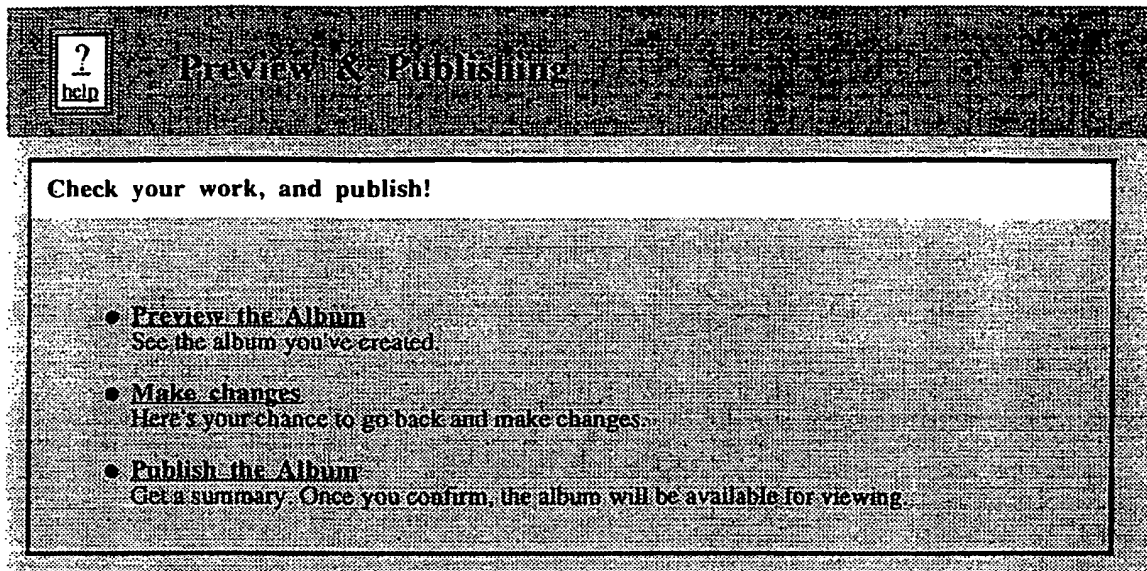 ?
help
Preview & Publishing
Check your work, and publish!
Preview the Album
See the album you've created.
Make changes
Here's your chance to go back and make changes.
Publish the Album
Get a summary. Once you confirm, the album will be available for viewing.